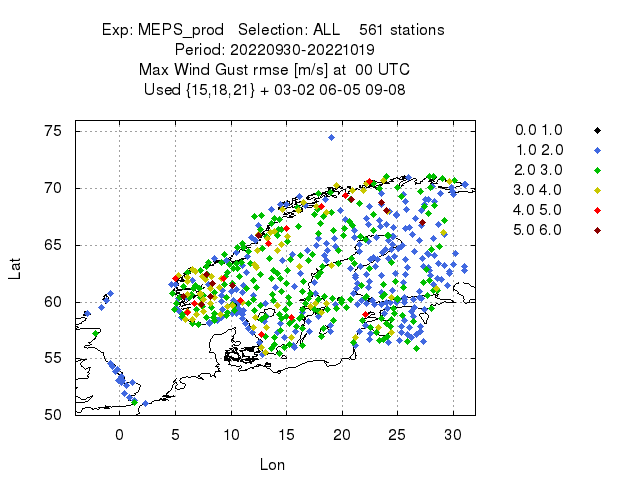 Exp: MEPS_prod   Selection: ALL    561 stations
Period: 20220930-20221019
Max Wind Gust rmse [m/s] at  00 UTC
Used {15,18,21} + 03-02 06-05 09-08
75
70
65
60
55
50
Lat
0 5 10 15 20 25 30
Lon
0.0 1.0
1.0 2.0
2.0 3.0
3.0 4.0
4.0 5.0
5.0 6.0